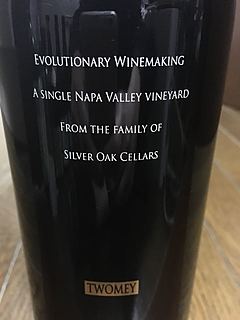 Evolutionary Winemaking
A single Napa Valley vineyard
From the family of
Silver Oak Cellars
TWOMEY